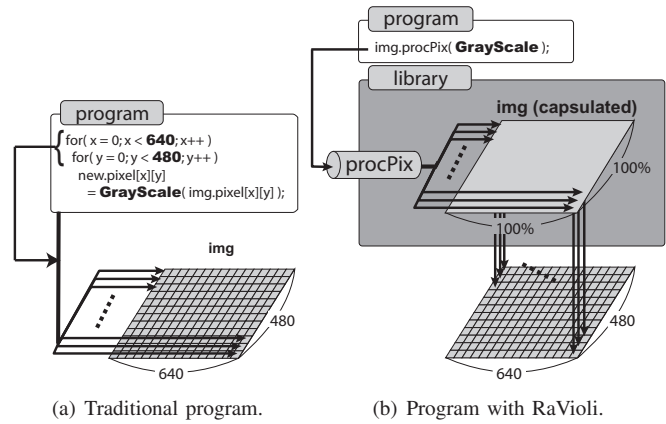 program
for( x = 0; x < 640; x++ )
for( y = 0; y < 480; y++ )
new.pixel[x][y]
= GrayScale( img.pixel[x][y] );
img
480
640
(a) Traditional program.
program
img.procPix( GrayScale );
library
img (capsulated)
procPix
100%
100%
480
640
(b) Program with RaVioli.